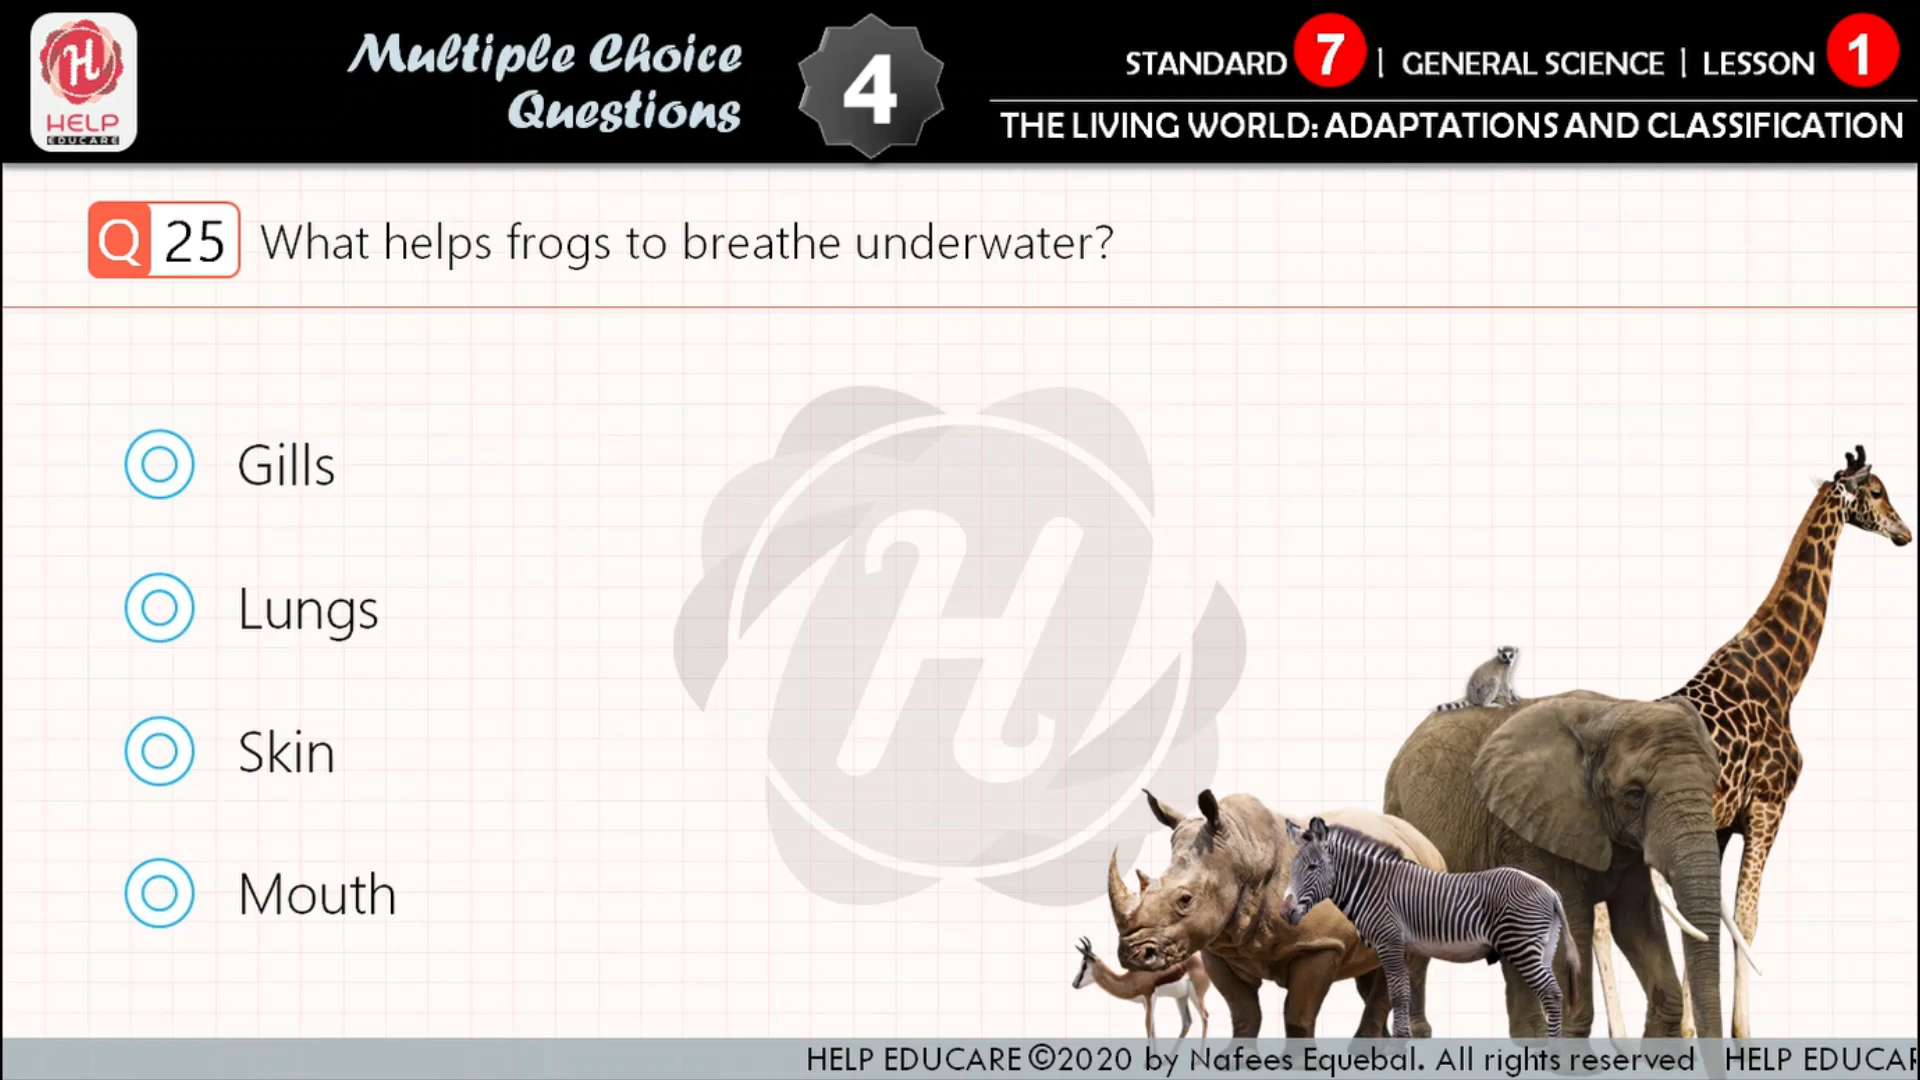 HELP
EDUCARE
Multiple Choice
Questions
4
STANDARD 7 | GENERAL SCIENCE | LESSON 1
THE LIVING WORLD: ADAPTATIONS AND CLASSIFICATION
Q 25 What helps frogs to breathe underwater?
Gills
Lungs
Skin
Mouth
HELP EDUCARE ©2020 by Nafees Equebal. All rights reserved HELP EDUCAR